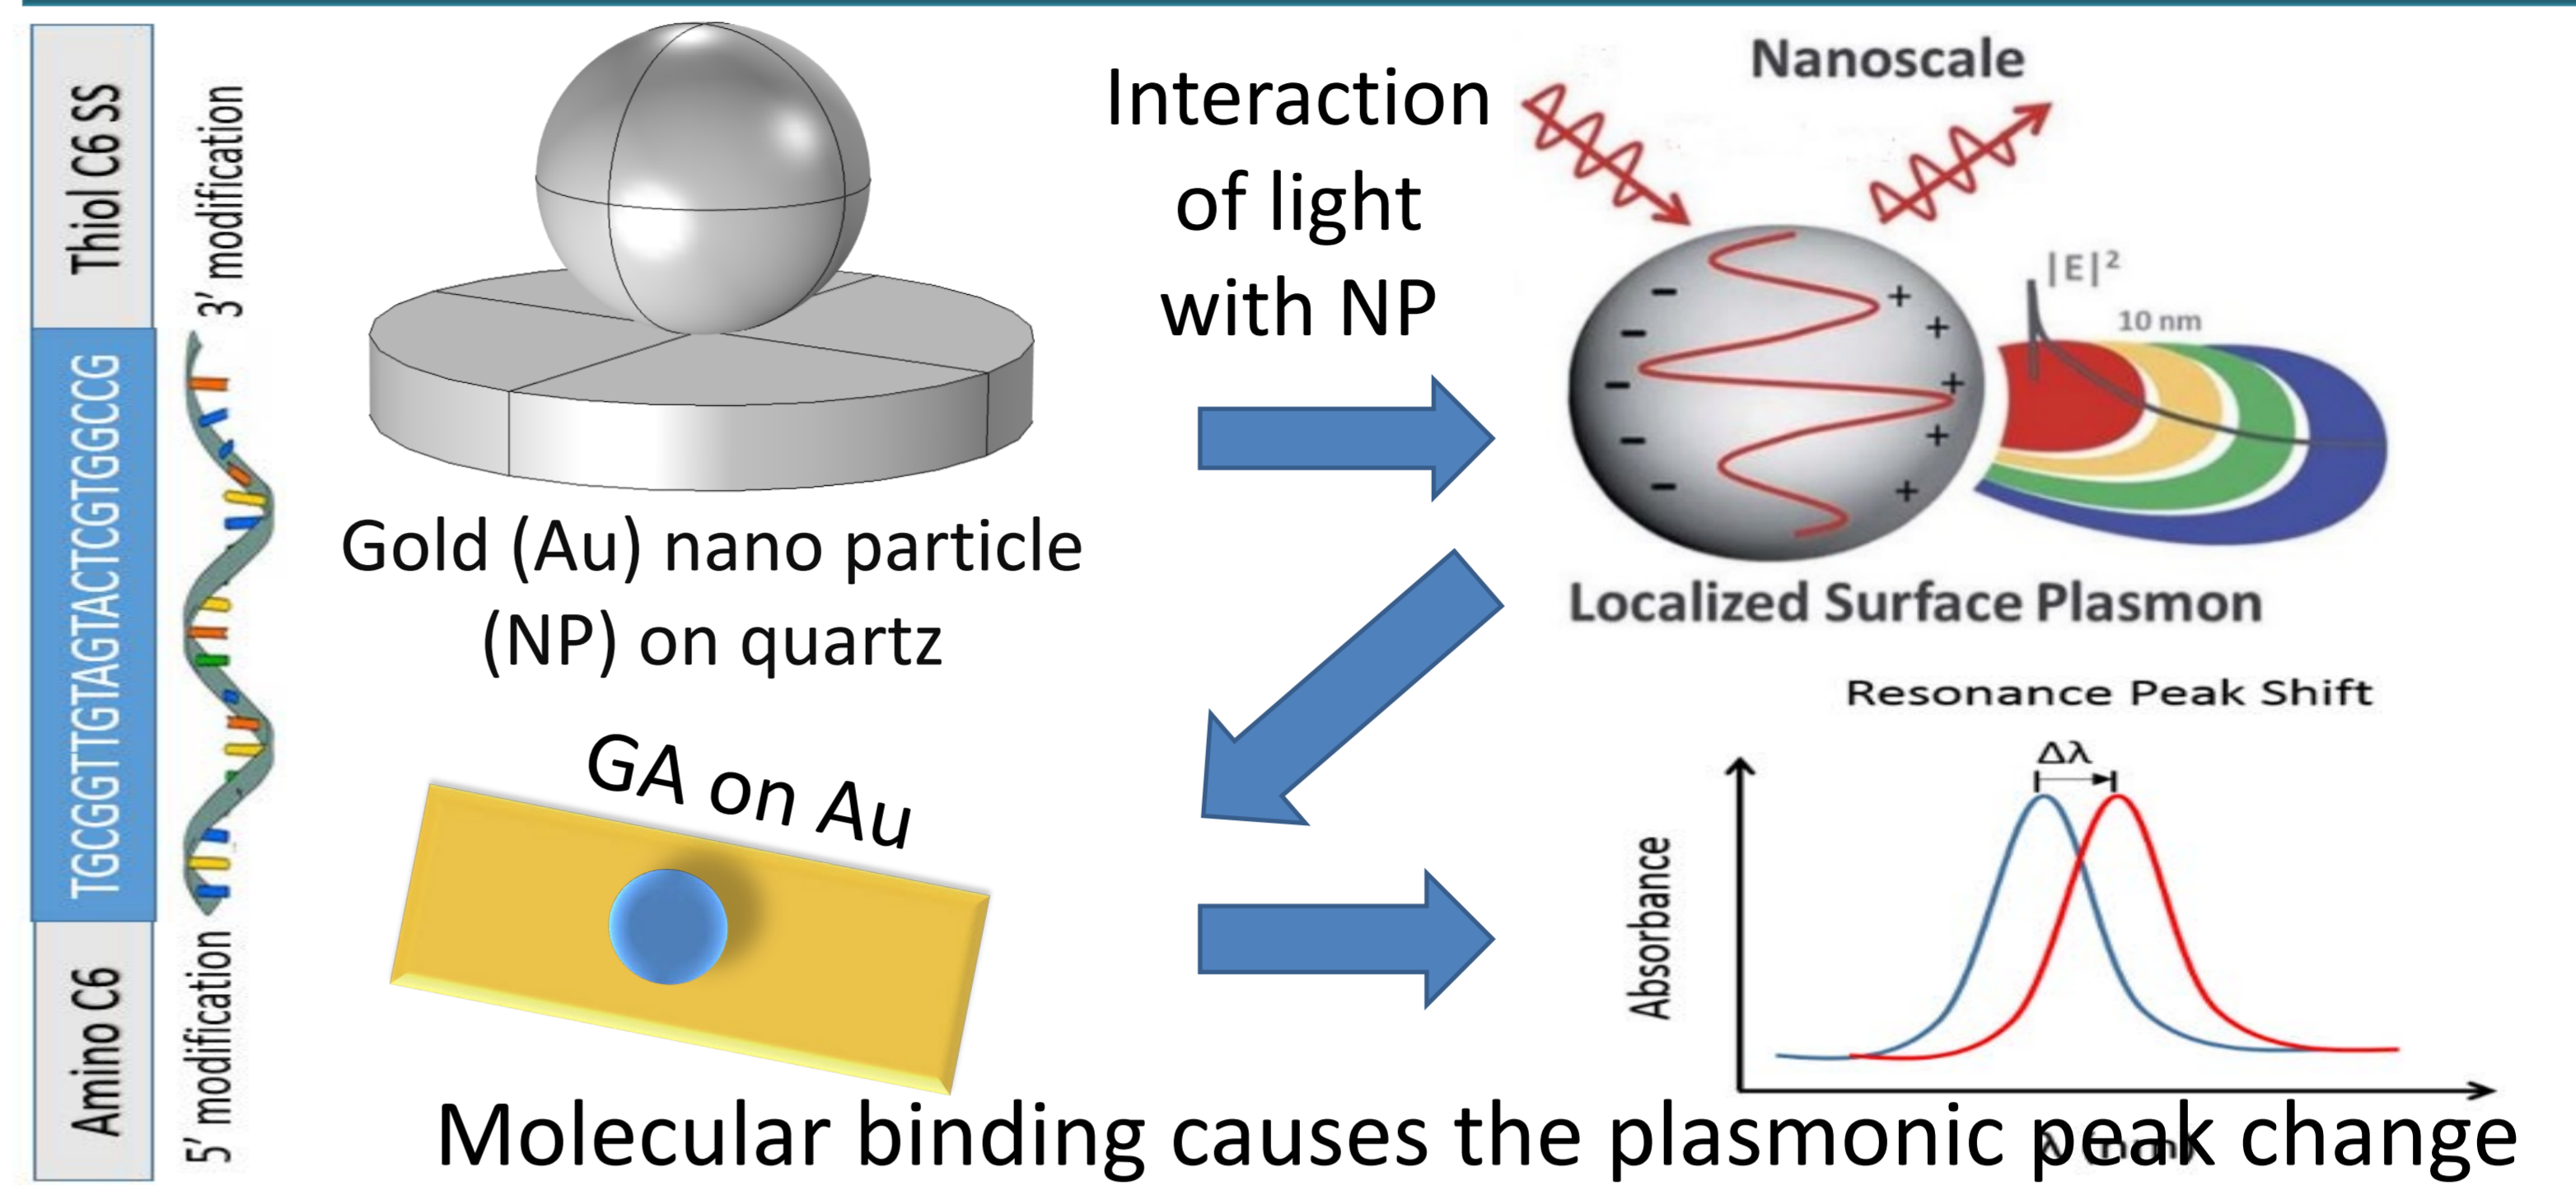 Thiol C6 SS
3' modification
TGCGGTTGTAGTACTCGTGGCCG
Amino C6
5' modification
Gold (Au) nano particle
(NP) on quartz
Interaction
of light
with NP
Nanoscale
- - - - -
+ + + + +
|E|²
10 nm
Localized Surface Plasmon
GA on Au
Resonance Peak Shift
Δλ
Absorbance
λ (nm)
Molecular binding causes the plasmonic peak change